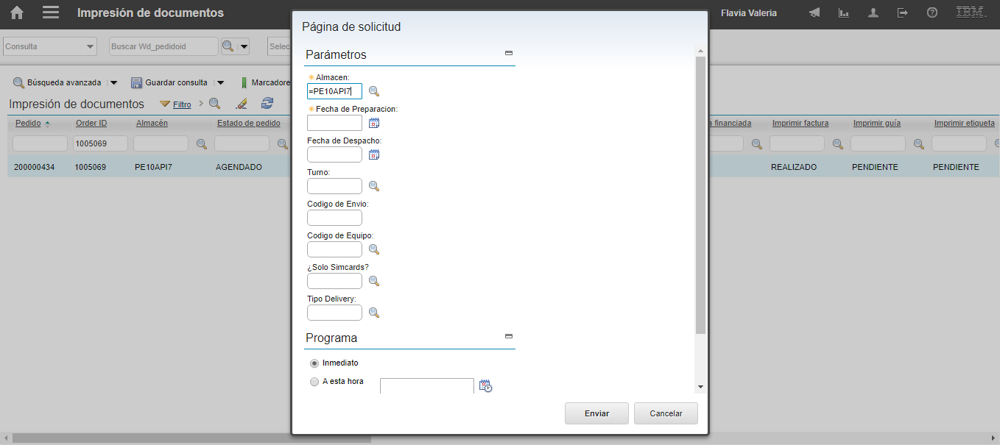 Impresión de documentos
Flavia Valeria
IBM.
Consulta
Buscar Wd_pedidoid
Selec
Búsqueda avanzada
Guardar consulta
Marcadore
Impresión de documentos
Filtro
Pedido
Order ID
Almacén
Estado de pedido
a financiada
Imprimir factura
Imprimir guía
Imprimir etiqueta
1005069
200000434
1005069
PE10API7
AGENDADO
REALIZADO
PENDIENTE
PENDIENTE
Página de solicitud
Parámetros
Almacen:
=PE10API7
Fecha de Preparacion:
Fecha de Despacho:
Turno:
Codigo de Envio:
Codigo de Equipo:
¿Solo Simcards?
Tipo Delivery:
Programa
Inmediato
A esta hora
Enviar
Cancelar